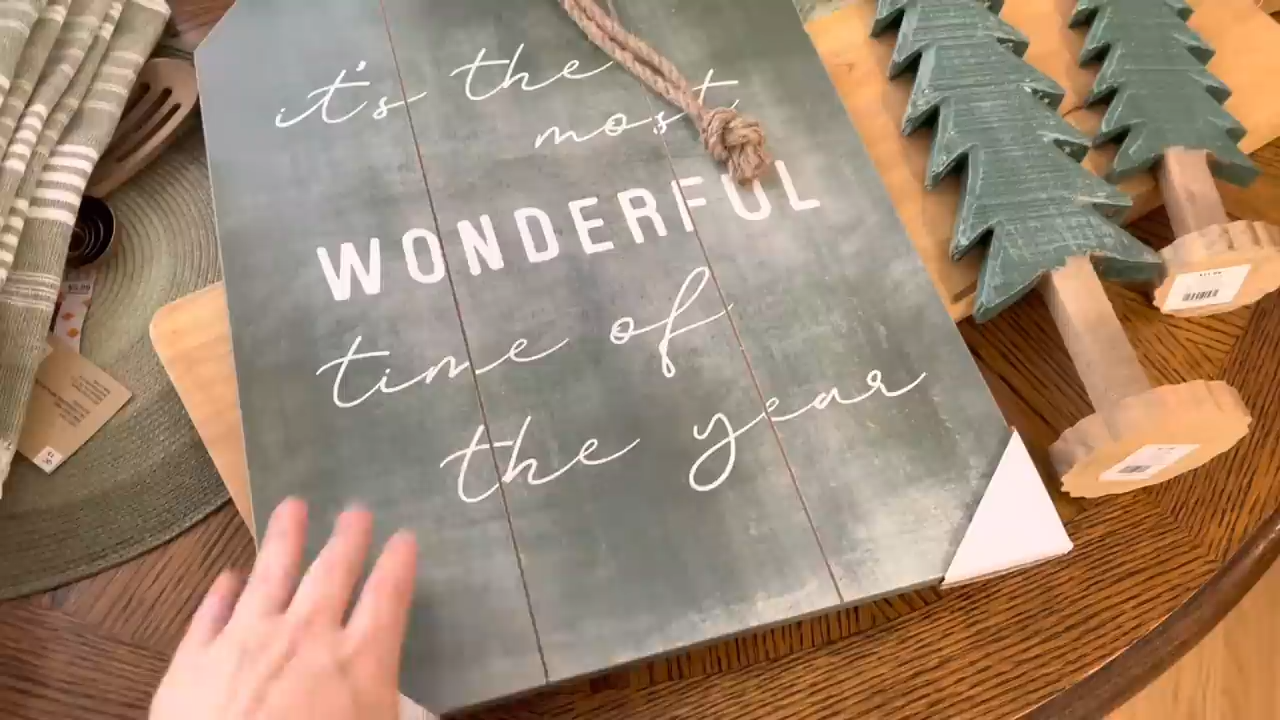 it's the
most
WONDERFUL
time of
the year